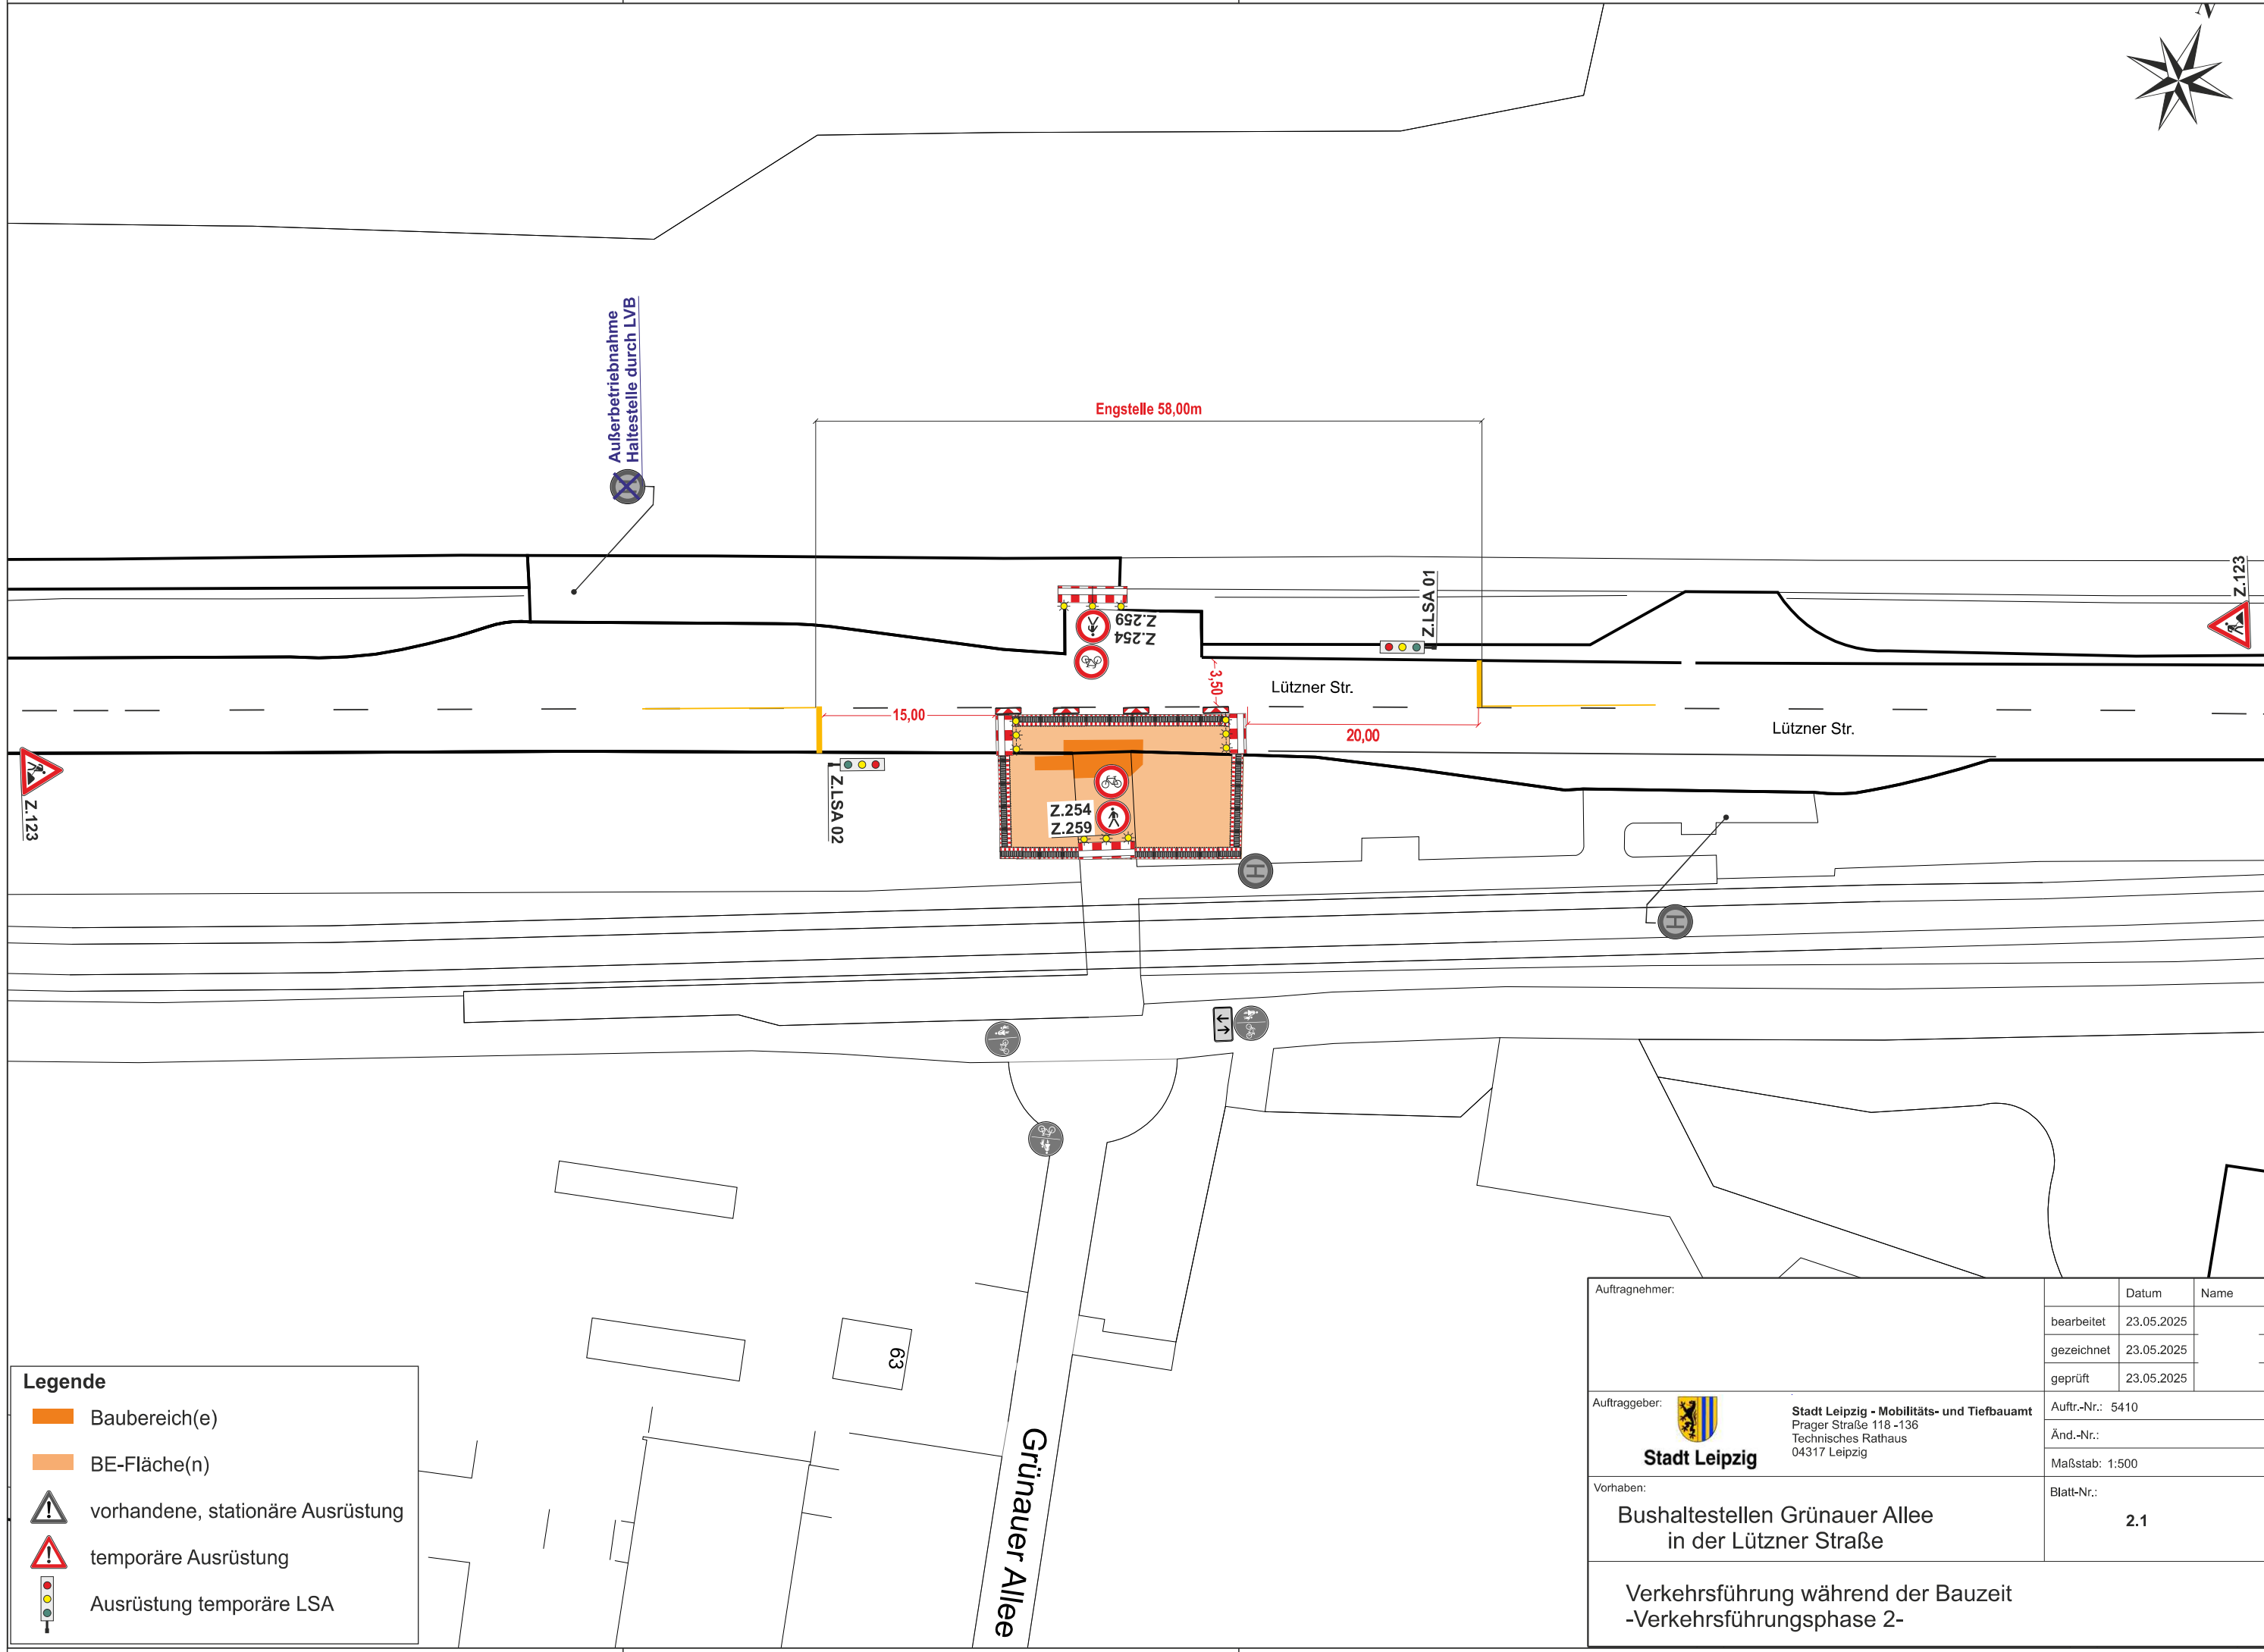 N
Außerbetriebnahme
Haltestelle durch LVB
Engstelle 58,00m
Z.123
Z.LSA 01
Z.259
Z.254
3,50
Lützner Str.
15,00
20,00
Lützner Str.
Z.123
Z.LSA 02
Z.254
Z.259
H
H
63
Grünauer Allee
Legende
Baubereich(e)
BE-Fläche(n)
vorhandene, stationäre Ausrüstung
temporäre Ausrüstung
Ausrüstung temporäre LSA
Auftragnehmer:
Datum
Name
bearbeitet
23.05.2025
gezeichnet
23.05.2025
geprüft
23.05.2025
Auftraggeber:
Stadt Leipzig
Stadt Leipzig - Mobilitäts- und Tiefbauamt
Prager Straße 118 -136
Technisches Rathaus
04317 Leipzig
Auftr.-Nr.: 5410
Änd.-Nr.:
Maßstab: 1:500
Vorhaben:
Bushaltestellen Grünauer Allee
in der Lützner Straße
Blatt-Nr.:
2.1
Verkehrsführung während der Bauzeit
-Verkehrsführungsphase 2-